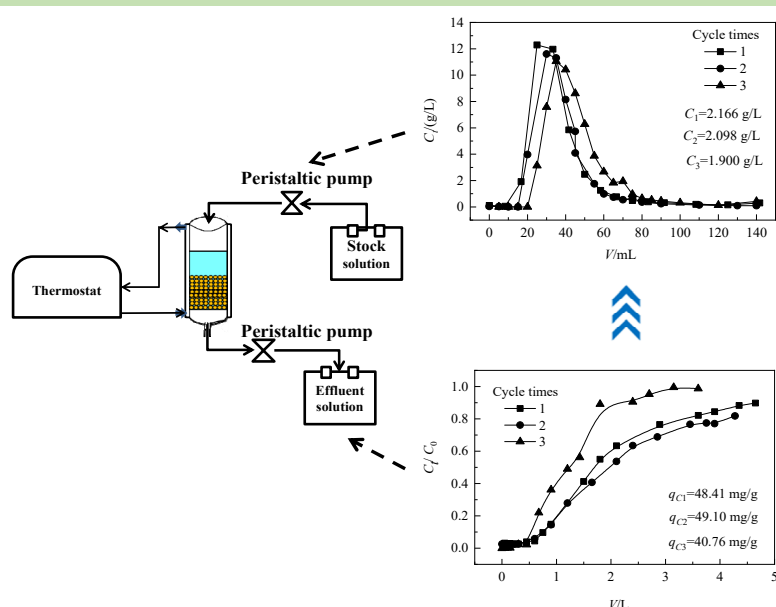 14
12
10
8
6
4
2
0
C/(g/L)
Cycle times
1
2
3
C1=2.166 g/L
C2=2.098 g/L
C3=1.900 g/L
0 20 40 60 80 100 120 140
V/mL
Peristaltic pump
Stock
solution
Thermostat
Peristaltic pump
Effluent
solution
1.0
0.8
0.6
0.4
0.2
0.0
Ct/ C0
Cycle times
1
2
3
qC1=48.41 mg/g
qC2=49.10 mg/g
qC3=40.76 mg/g
0 1 2 3 4 5
V/L